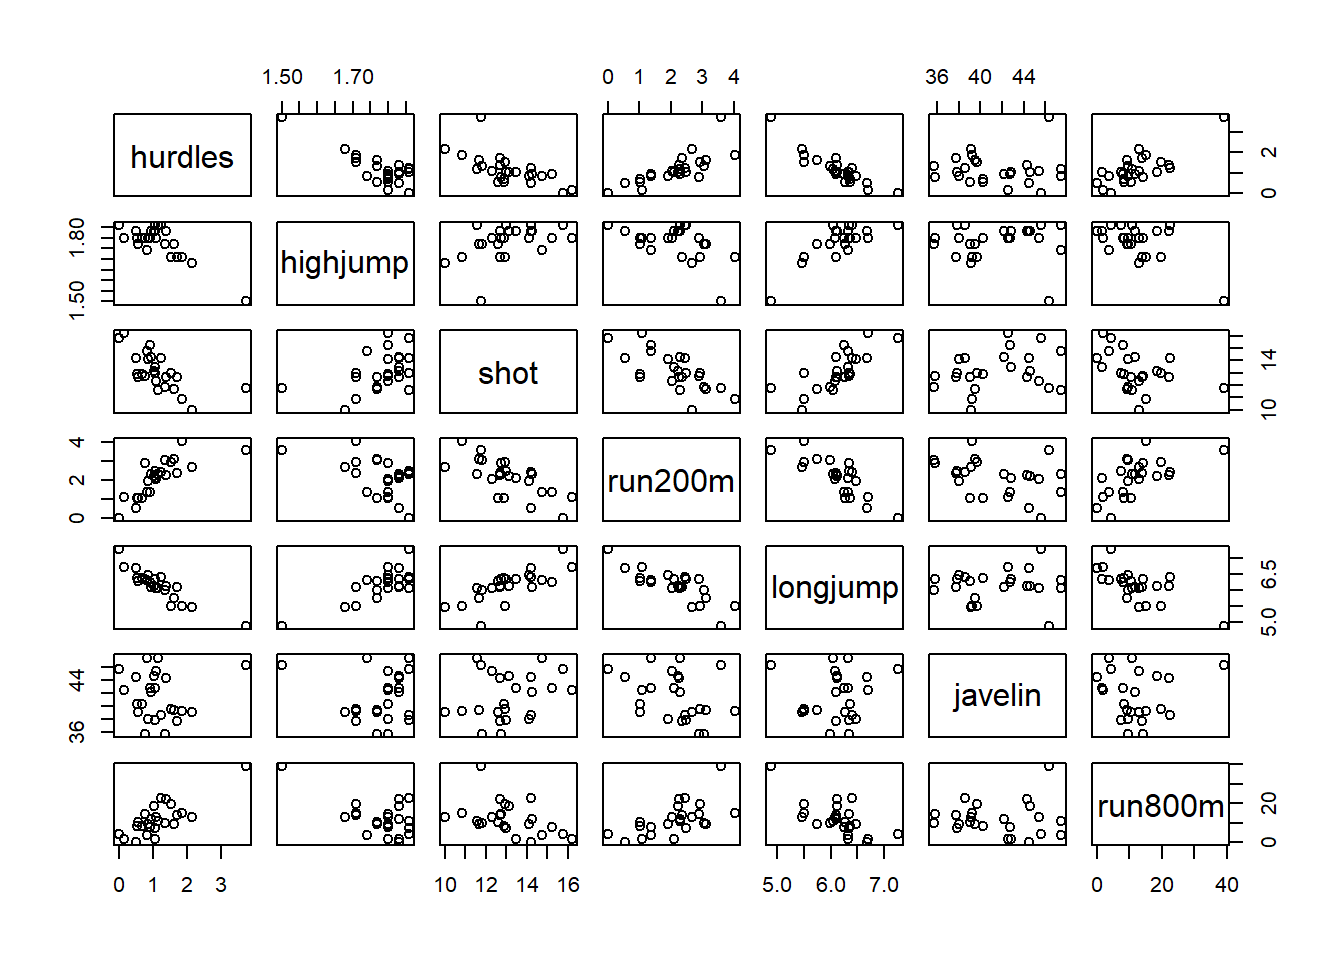 1.50 1.70 0 1 2 3 4 36 40 44
hurdles 0 2
1.50 1.80 highjump
shot 10 14
0 2 4 run200m
longjump 5.0 6.5
36 44 javelin
run800m 0 20
0 1 2 3 10 12 14 16 5.0 6.0 7.0 0 20 40